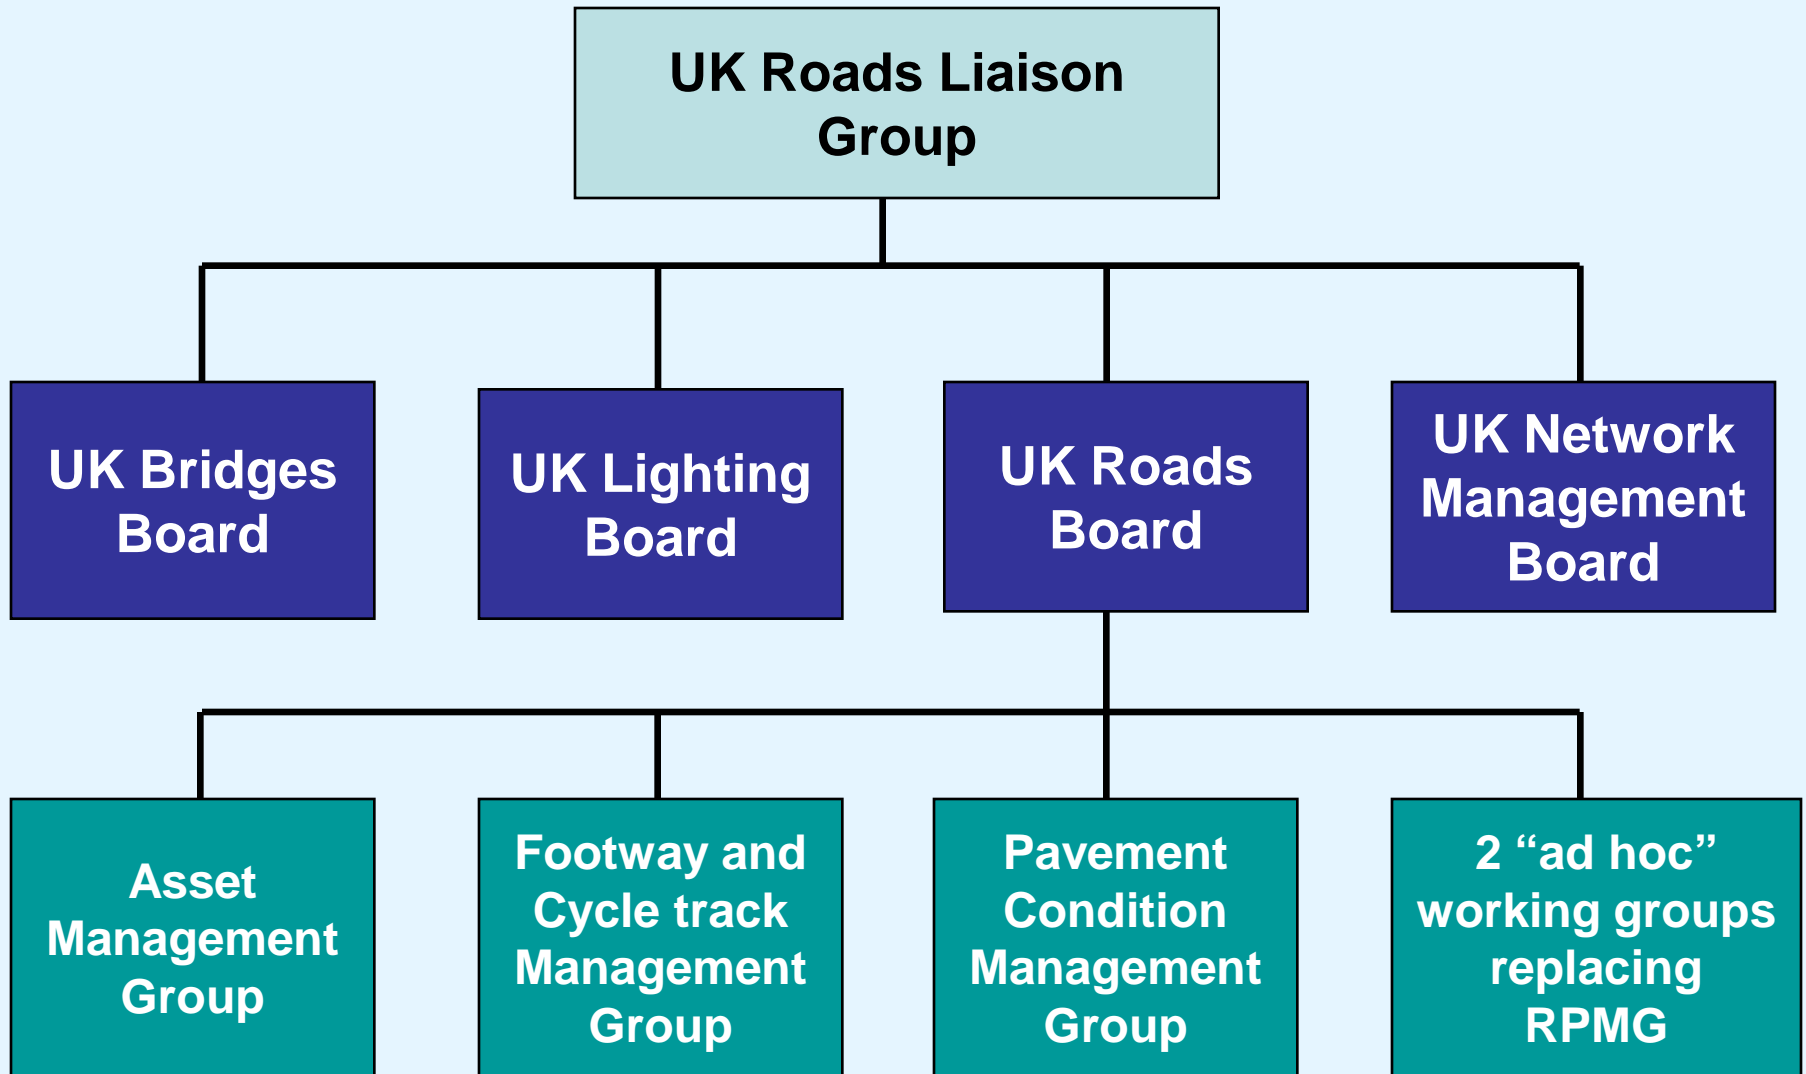 UK Roads Liaison
Group
UK Bridges
Board
UK Lighting
Board
UK Roads
Board
UK Network
Management
Board
Asset
Management
Group
Footway and
Cycle track
Management
Group
Pavement
Condition
Management
Group
2 “ad hoc”
working groups
replacing
RPMG